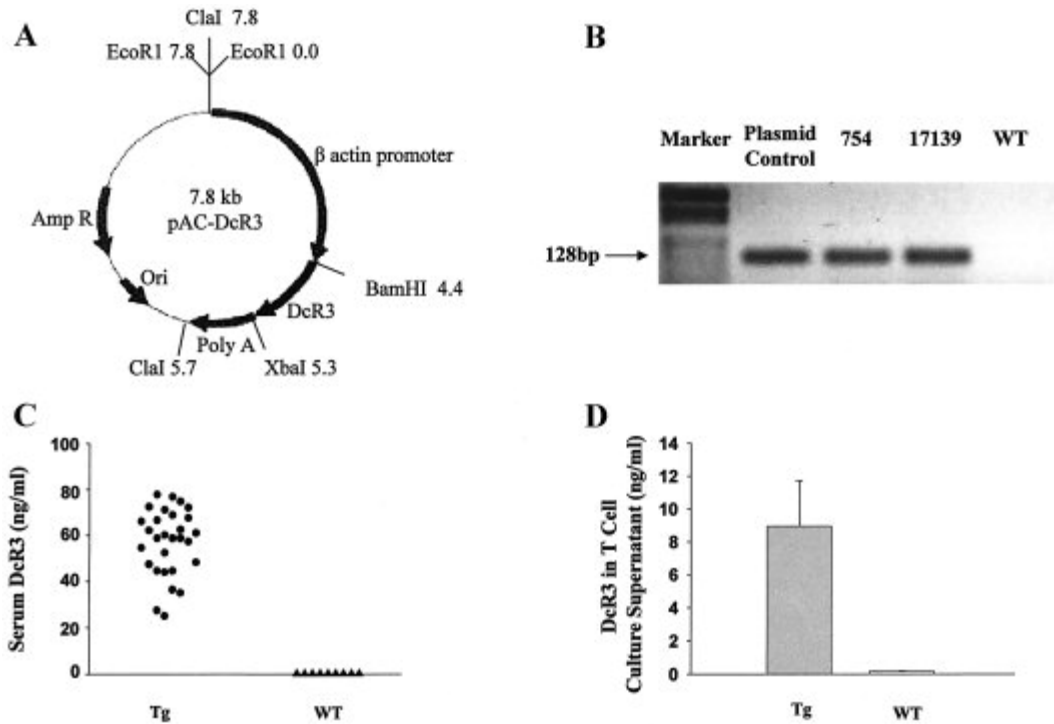 A
ClaI 7.8
EcoR1 7.8
EcoR1 0.0
β actin promoter
7.8 kb
pAC-DcR3
Amp R
Ori
BamHI 4.4
DcR3
Poly A
ClaI 5.7
XbaI 5.3
B
Marker
Plasmid
Control
754
17139
WT
128bp
C
Serum DcR3 (ng/ml)
100
80
60
40
20
0
Tg
WT
D
DcR3 in T Cell
Culture Supernatant (ng/ml)
14
12
10
8
6
4
2
0
Tg
WT